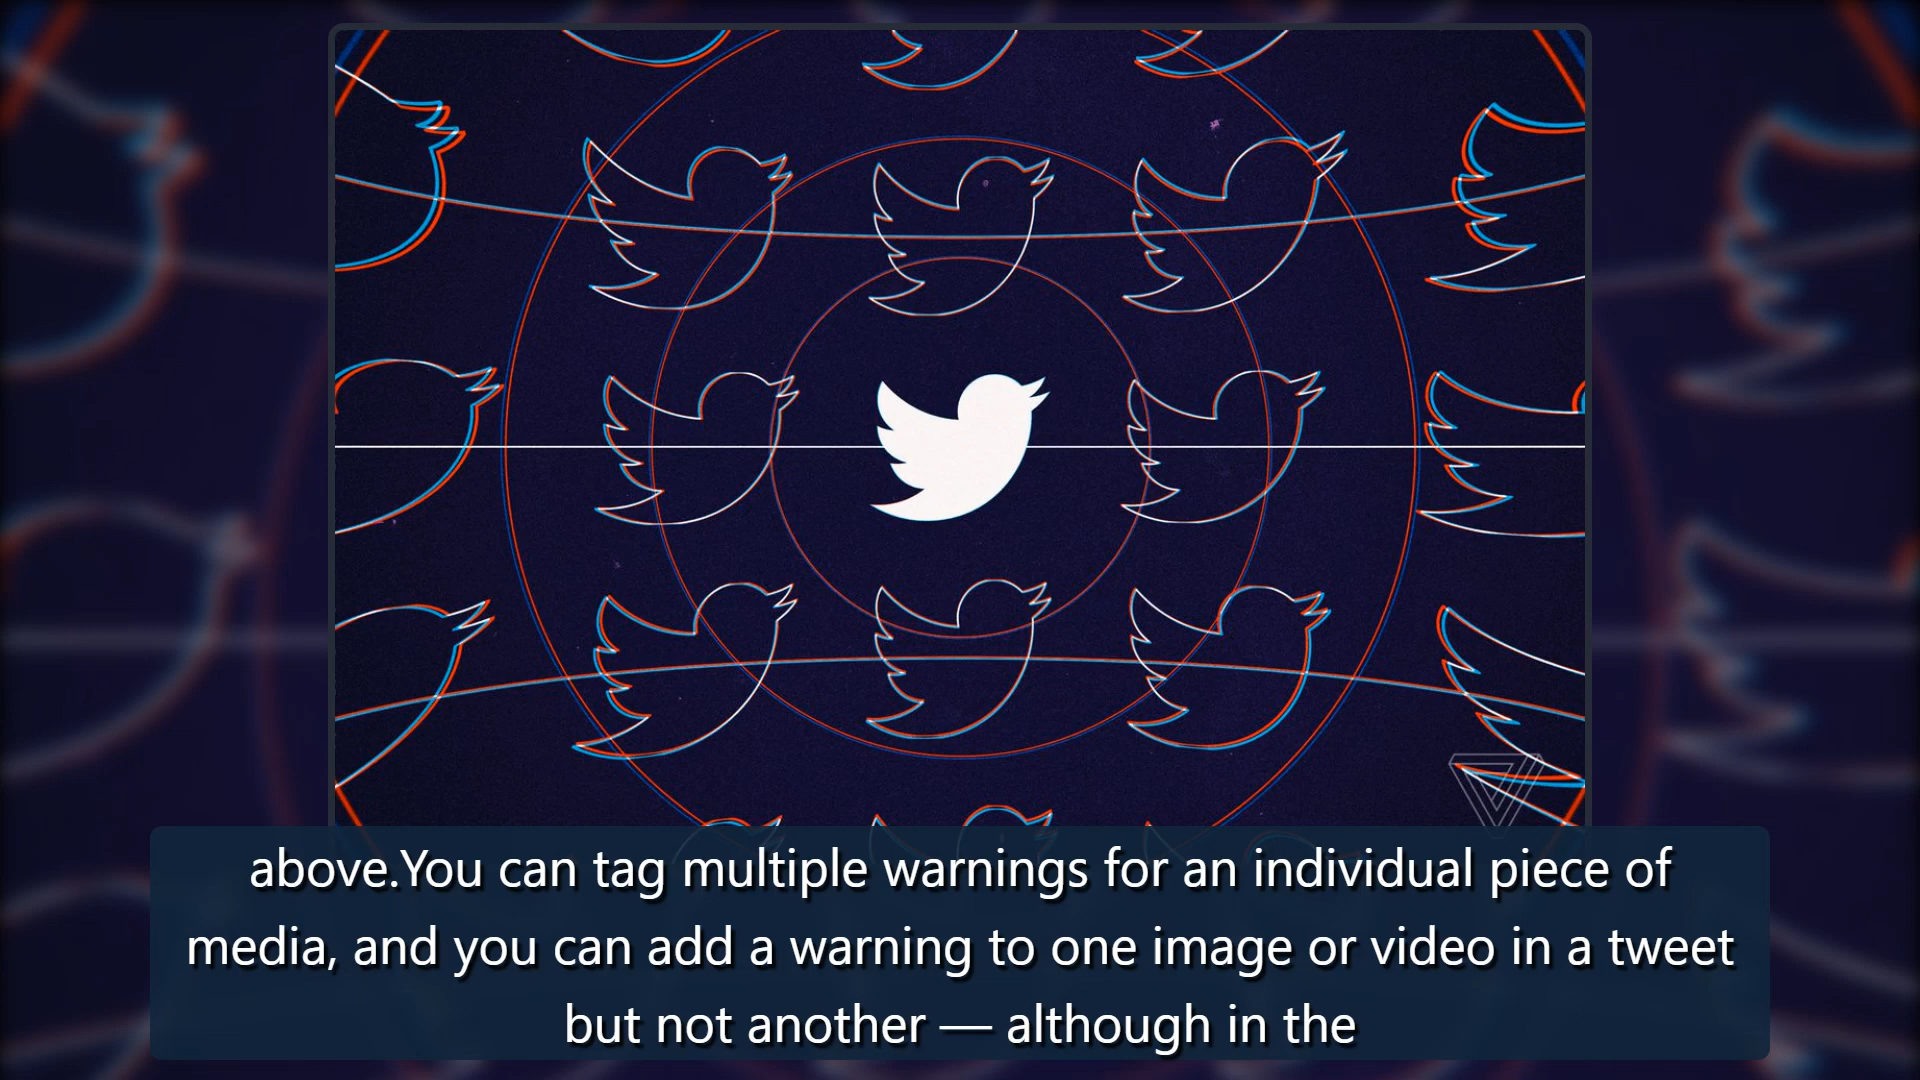 above.You can tag multiple warnings for an individual piece of
media, and you can add a warning to one image or video in a tweet
but not another — although in the